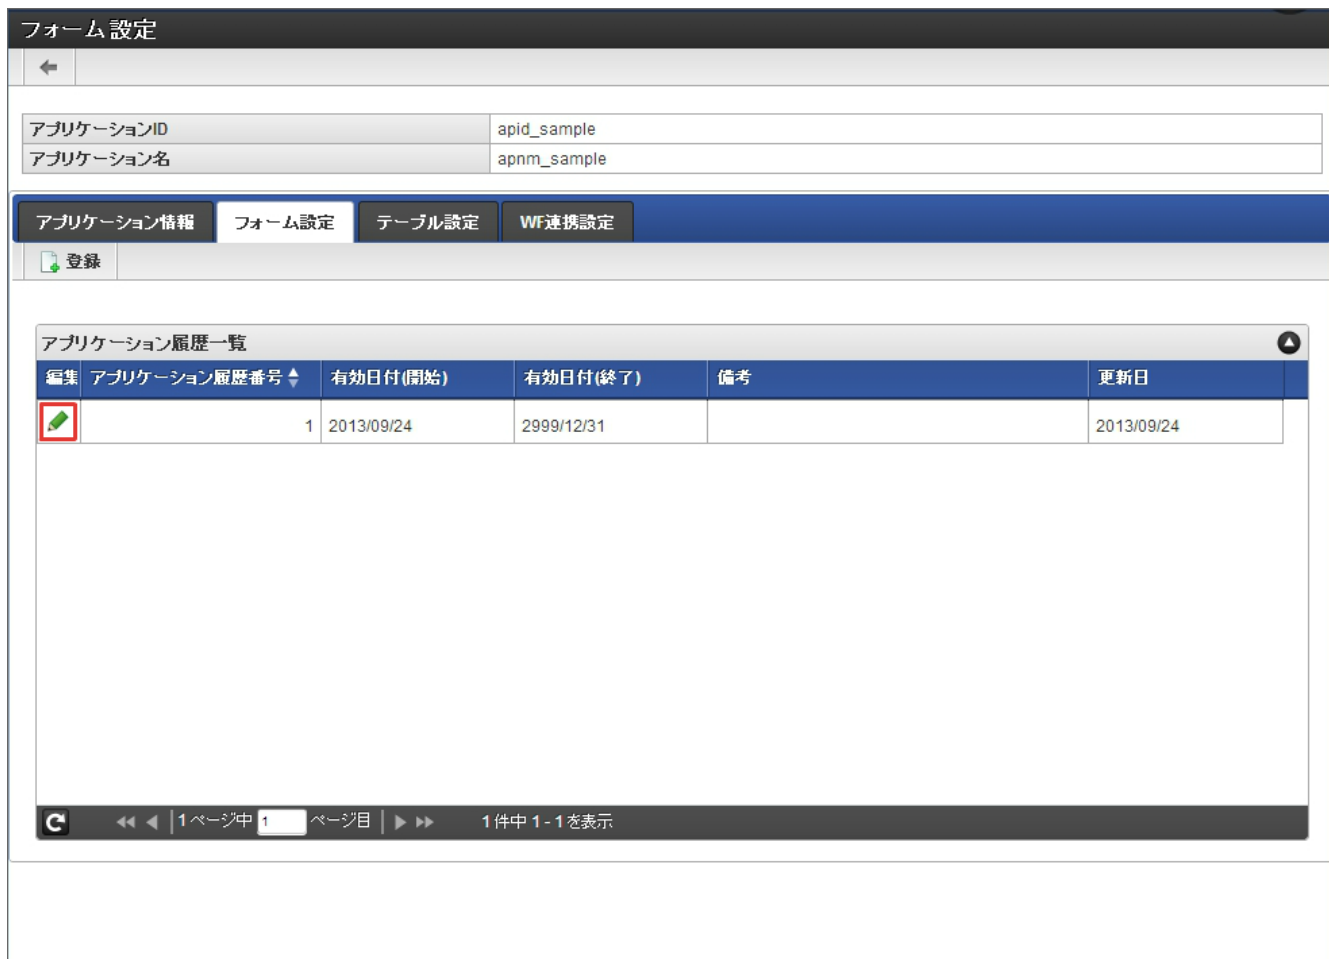 フォーム設定
アプリケーションID apid_sample
アプリケーション名 apnm_sample
アプリケーション情報 フォーム設定 テーブル設定 WF連携設定
登録
アプリケーション履歴一覧
編集 アプリケーション履歴番号 有効日付(開始) 有効日付(終了) 備考 更新日
1 2013/09/24 2999/12/31 2013/09/24
1 ページ中 1 ページ目 1 件中 1 - 1 を表示